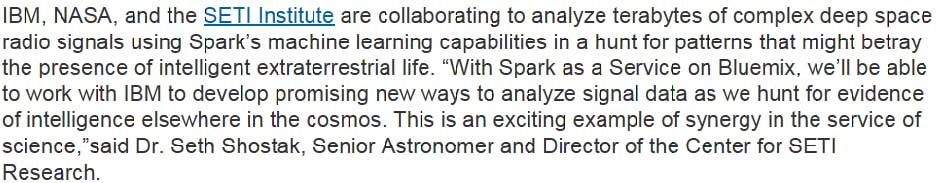 IBM, NASA, and the SETI Institute are collaborating to analyze terabytes of complex deep space
radio signals using Spark’s machine learning capabilities in a hunt for patterns that might betray
the presence of intelligent extraterrestrial life. “With Spark as a Service on Bluemix, we’ll be able
to work with IBM to develop promising new ways to analyze signal data as we hunt for evidence
of intelligence elsewhere in the cosmos. This is an exciting example of synergy in the service of
science,”said Dr. Seth Shostak, Senior Astronomer and Director of the Center for SETI
Research.